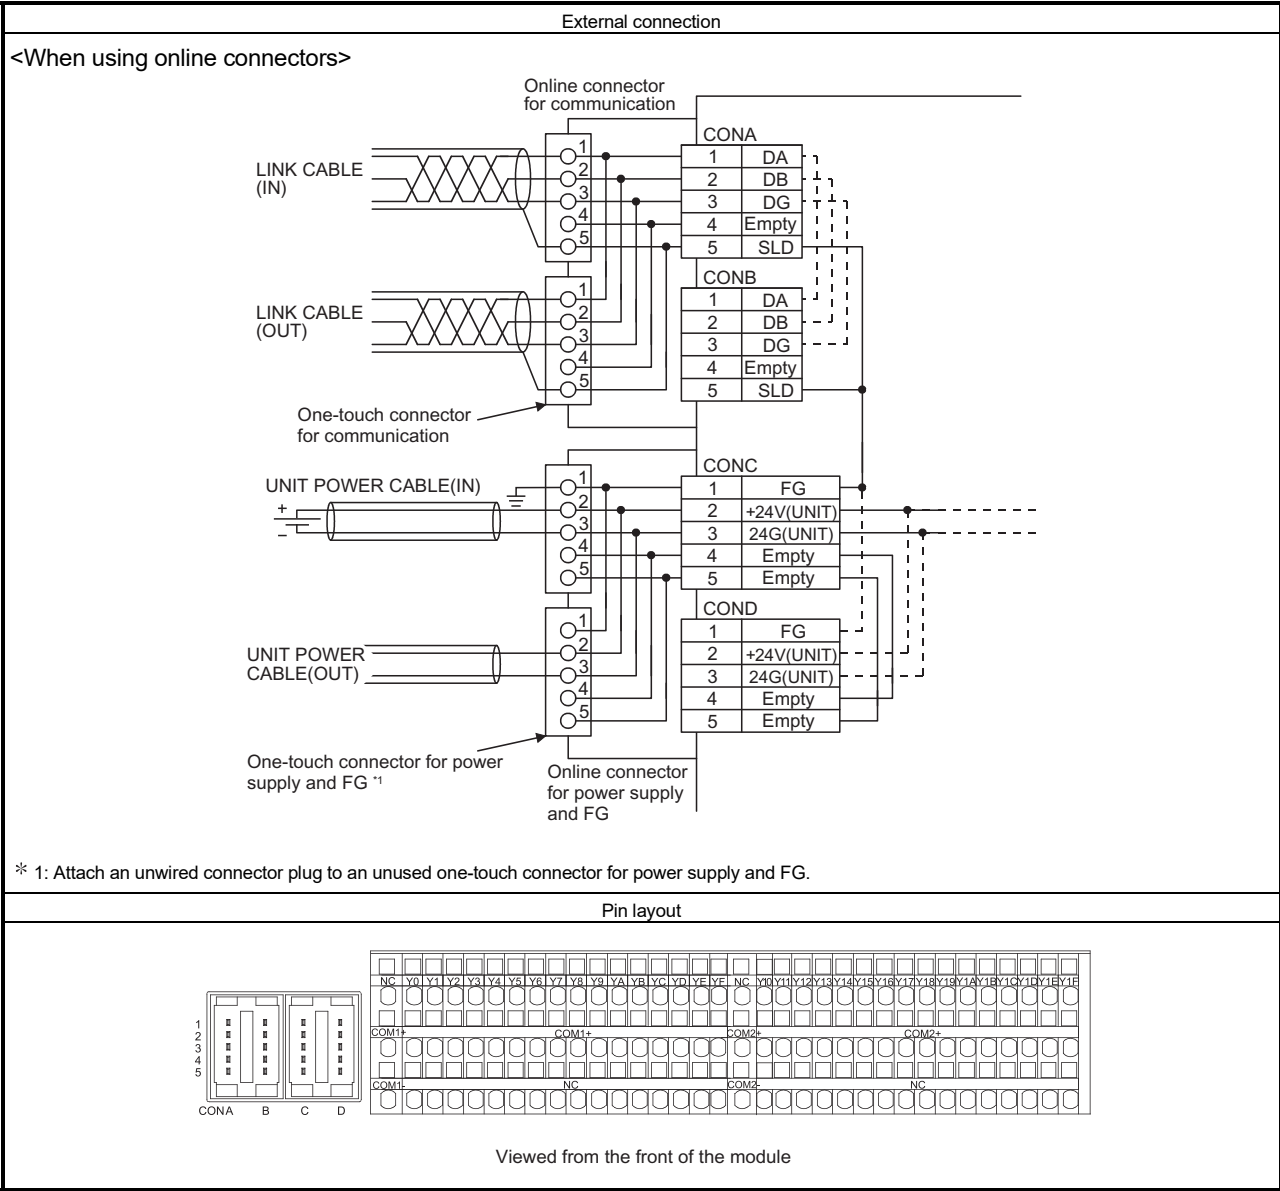 External connection
<When using online connectors>
Online connector
for communication
LINK CABLE
(IN)
1
2
3
4
5
CONA
1 DA
2 DB
3 DG
4 Empty
5 SLD
LINK CABLE
(OUT)
1
2
3
4
5
CONB
1 DA
2 DB
3 DG
4 Empty
5 SLD
One-touch connector
for communication
UNIT POWER CABLE(IN)
+
−
1
2
3
4
5
CONC
1 FG
2 +24V(UNIT)
3 24G(UNIT)
4 Empty
5 Empty
UNIT POWER
CABLE(OUT)
1
2
3
4
5
COND
1 FG
2 +24V(UNIT)
3 24G(UNIT)
4 Empty
5 Empty
One-touch connector for power
supply and FG *1
Online connector
for power supply
and FG
* 1: Attach an unwired connector plug to an unused one-touch connector for power supply and FG.
Pin layout
NC Y0 Y1 Y2 Y3 Y4 Y5 Y6 Y7 Y8 Y9 YA YB YC YD YE YF NC Y10 Y11 Y12 Y13 Y14 Y15 Y16 Y17 Y18 Y19 Y1A Y1B Y1C Y1D Y1E Y1F
COM1+ COM1+ COM2+ COM2+
COM1- NC COM2- NC
1
2
3
4
5
CONA B C D
Viewed from the front of the module